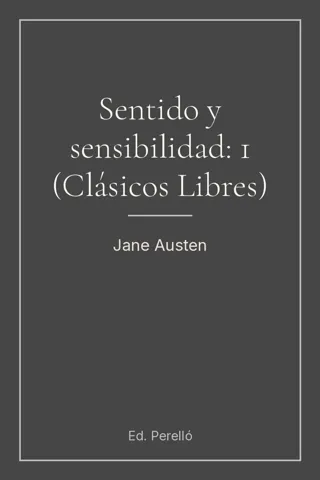 Sentido y
sensibilidad: 1
(Clásicos Libres)
Jane Austen
Ed. Perelló